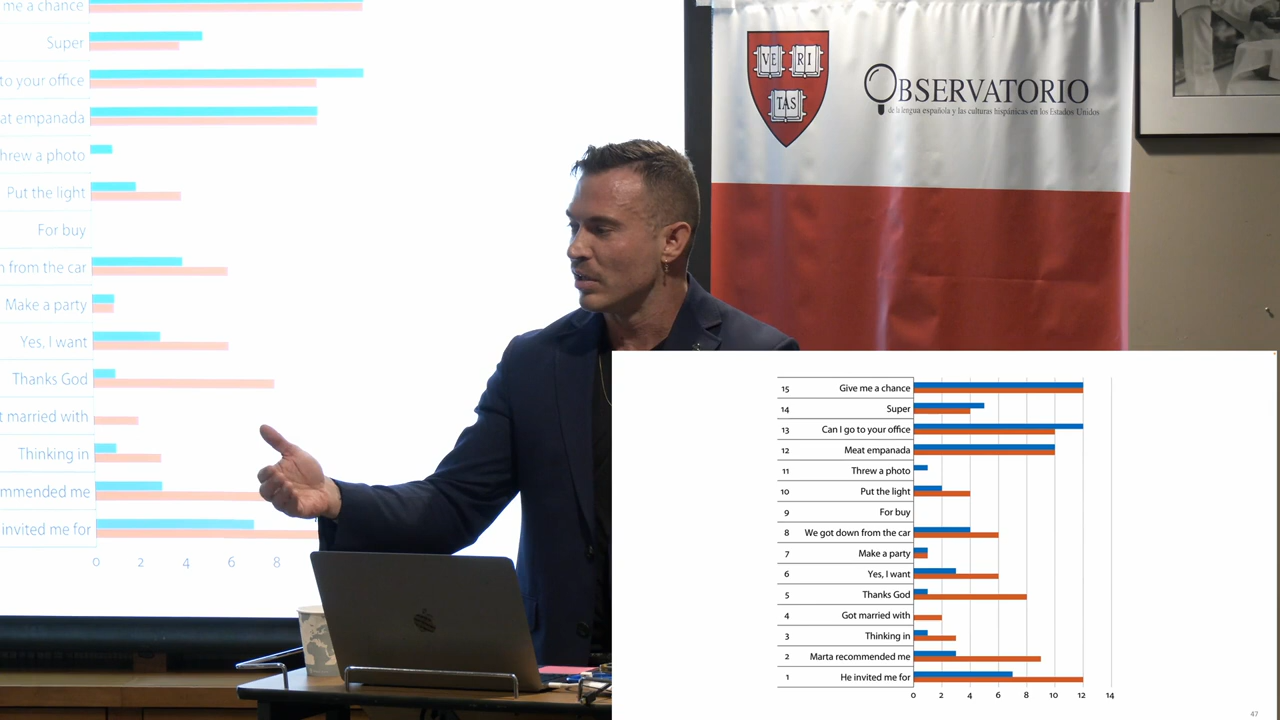 me a chance
Super
to your office
at empanada
hrew a photo
Put the light
For buy
n from the car
Make a party
Yes, I want
Thanks God
t married with
Thinking in
mmended me
invited me for
0 2 4 6 8
VE RI
TAS
OBSERVATORIO
de la lengua española y las culturas hispánicas en los Estados Unidos
15 Give me a chance
14 Super
13 Can I go to your office
12 Meat empanada
11 Threw a photo
10 Put the light
9 For buy
8 We got down from the car
7 Make a party
6 Yes, I want
5 Thanks God
4 Got married with
3 Thinking in
2 Marta recommended me
1 He invited me for
0 2 4 6 8 10 12 14
47